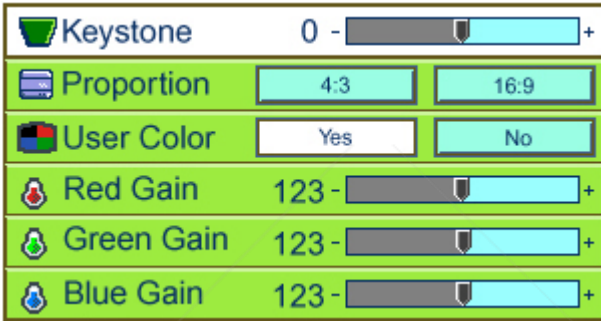 Keystone 0 - +
Proportion 4:3 16:9
User Color Yes No
Red Gain 123 - +
Green Gain 123 - +
Blue Gain 123 - +